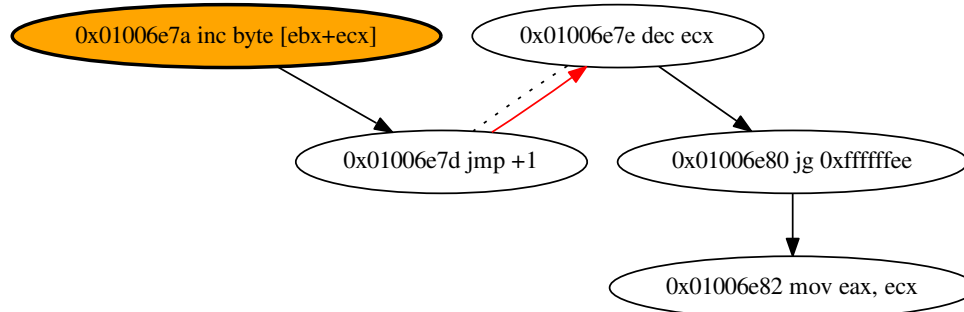 0x01006e7a inc byte [ebx+ecx]
0x01006e7e dec ecx
0x01006e7d jmp +1
0x01006e80 jg 0xffffffee
0x01006e82 mov eax, ecx